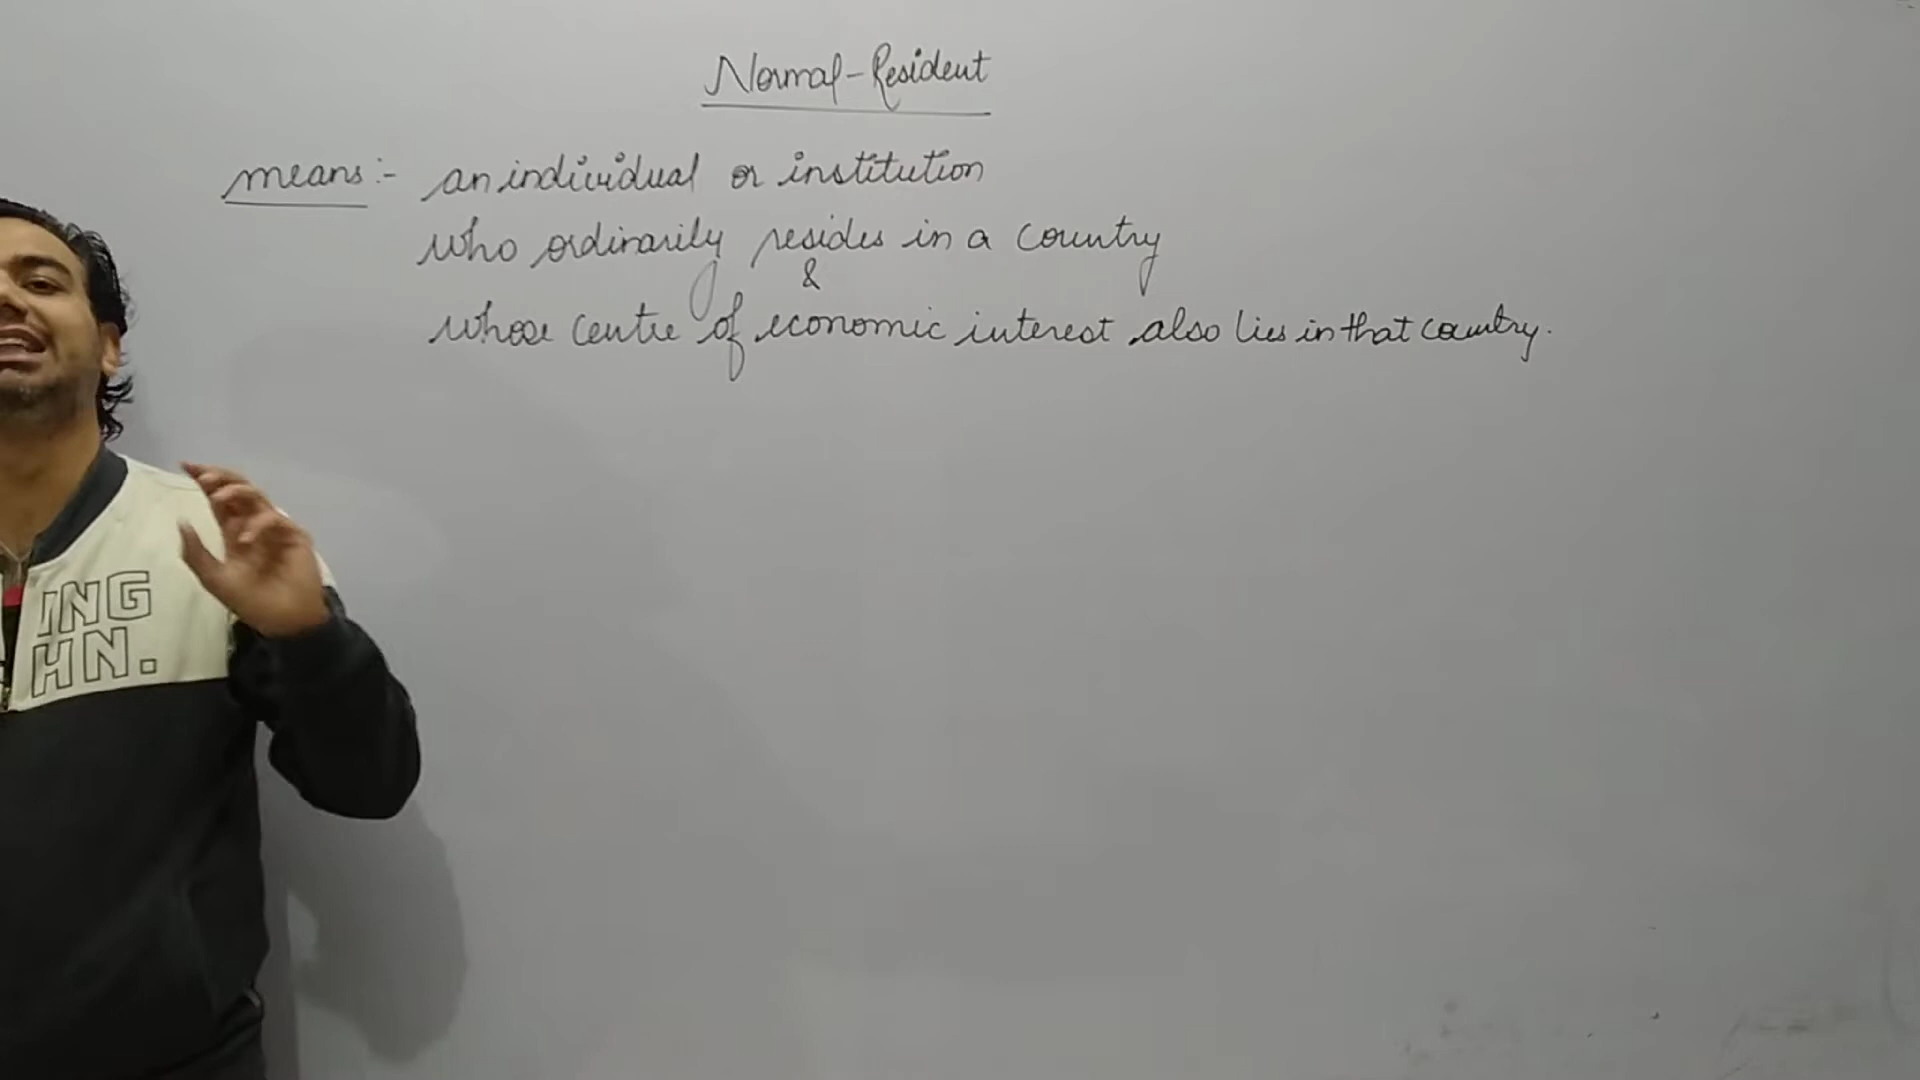 Normal-Resident
means:- an individual or institution
who ordinarily resides in a country
&
whose centre of economic interest also lies in that country.
ING
HN.